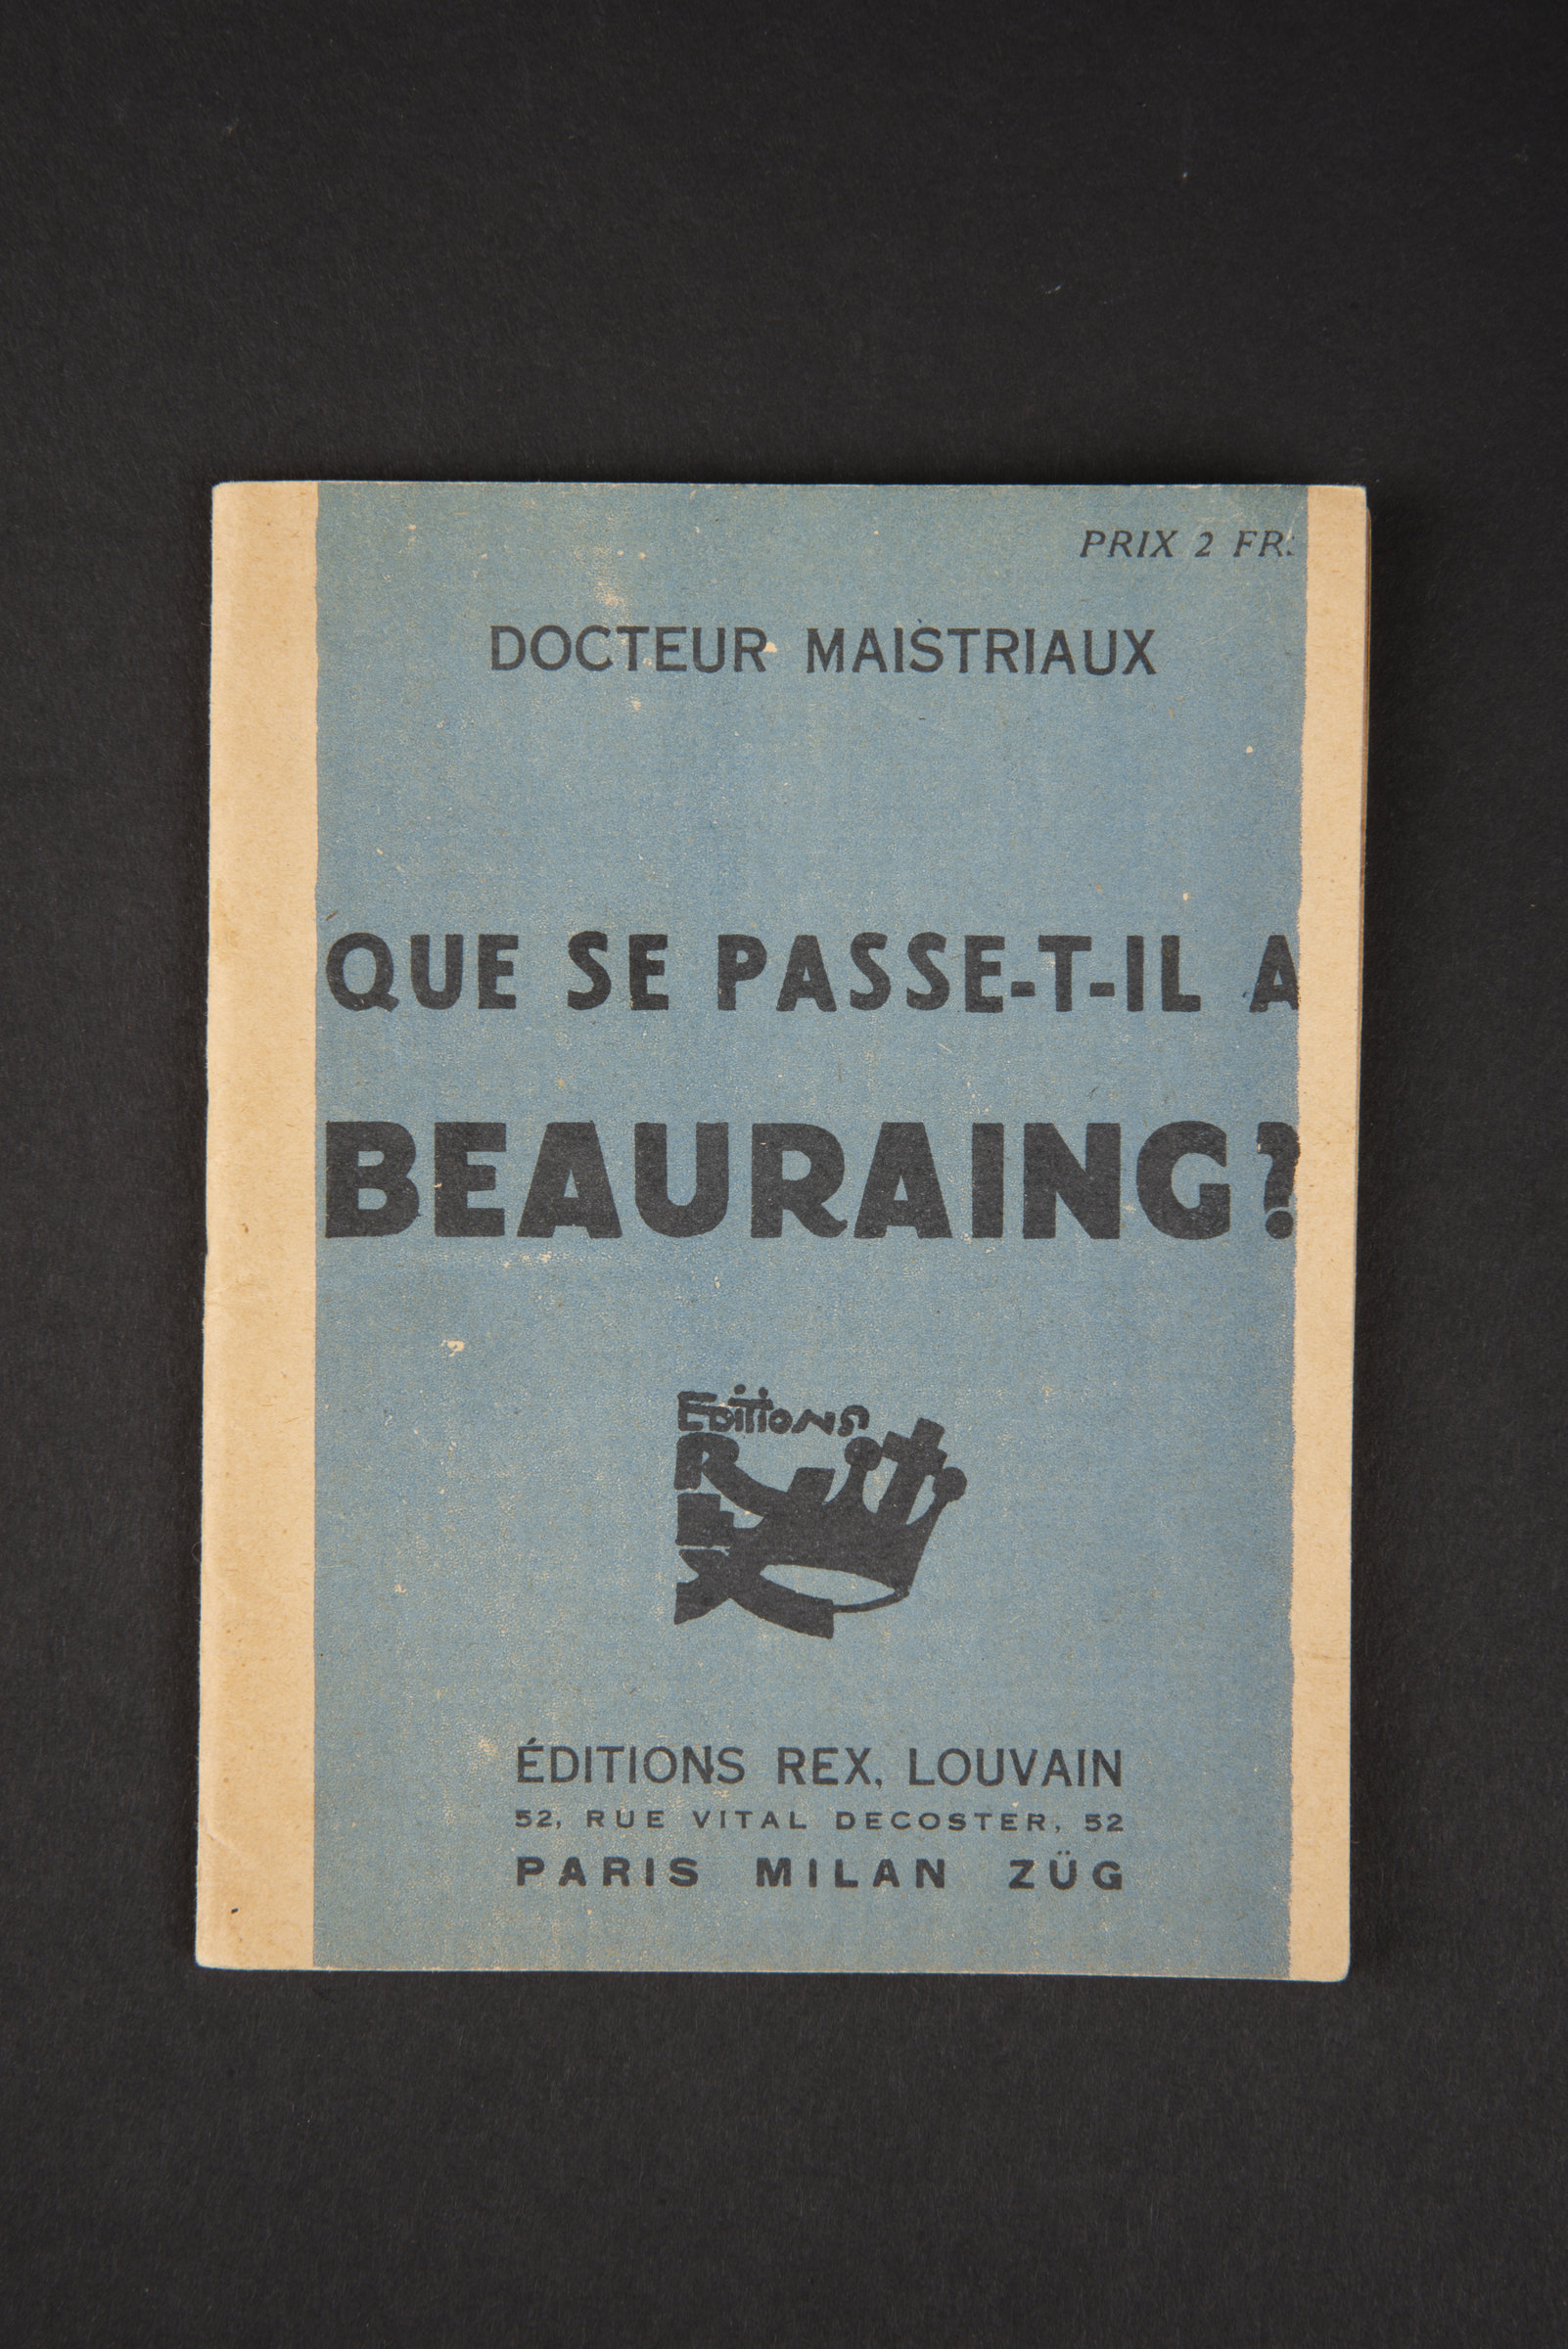 PRIX 2 FR.
DOCTEUR MAISTRIAUX
QUE SE PASSE-T-IL A
BEAURAING?
EDITIONS
REX
ÉDITIONS REX, LOUVAIN
52, RUE VITAL DECOSTER, 52
PARIS MILAN ZÜG